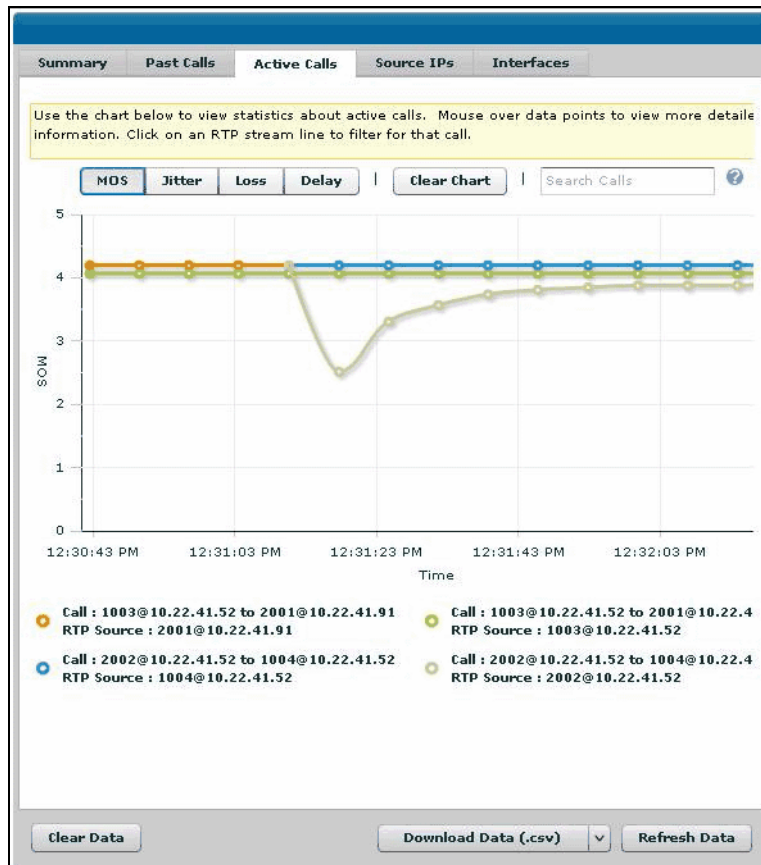 Summary Past Calls Active Calls Source IPs Interfaces
Use the chart below to view statistics about active calls. Mouse over data points to view more detaile
information. Click on an RTP stream line to filter for that call.
MOS Jitter Loss Delay | Clear Chart | Search Calls ?
5
4
3
MOS
2
1
0
12:30:43 PM 12:31:03 PM 12:31:23 PM 12:31:43 PM 12:32:03 PM
Time
Call : 1003@10.22.41.52 to 2001@10.22.41.91
RTP Source : 2001@10.22.41.91
Call : 1003@10.22.41.52 to 2001@10.22.4
RTP Source : 1003@10.22.41.52
Call : 2002@10.22.41.52 to 1004@10.22.41.52
RTP Source : 1004@10.22.41.52
Call : 2002@10.22.41.52 to 1004@10.22.4
RTP Source : 2002@10.22.41.52
Clear Data Download Data (.csv) Refresh Data